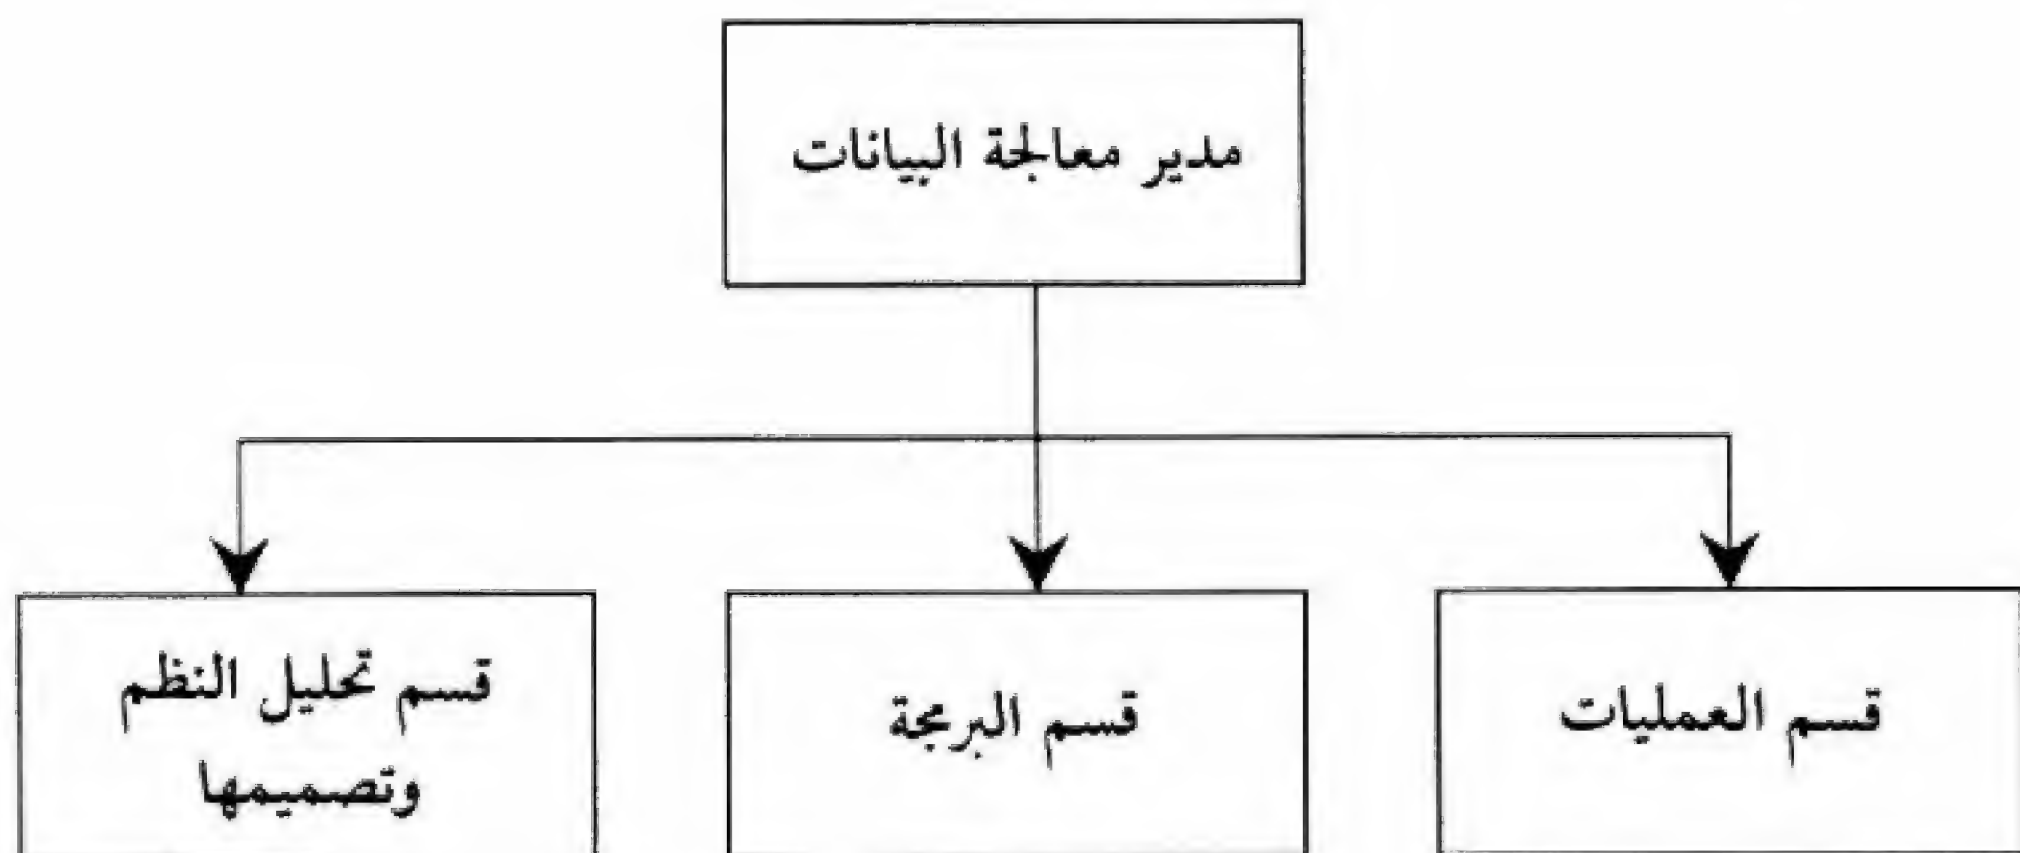 مدير معالجة البيانات
قسم العمليات
قسم البرمجة
قسم تحليل النظم
وتصميمها